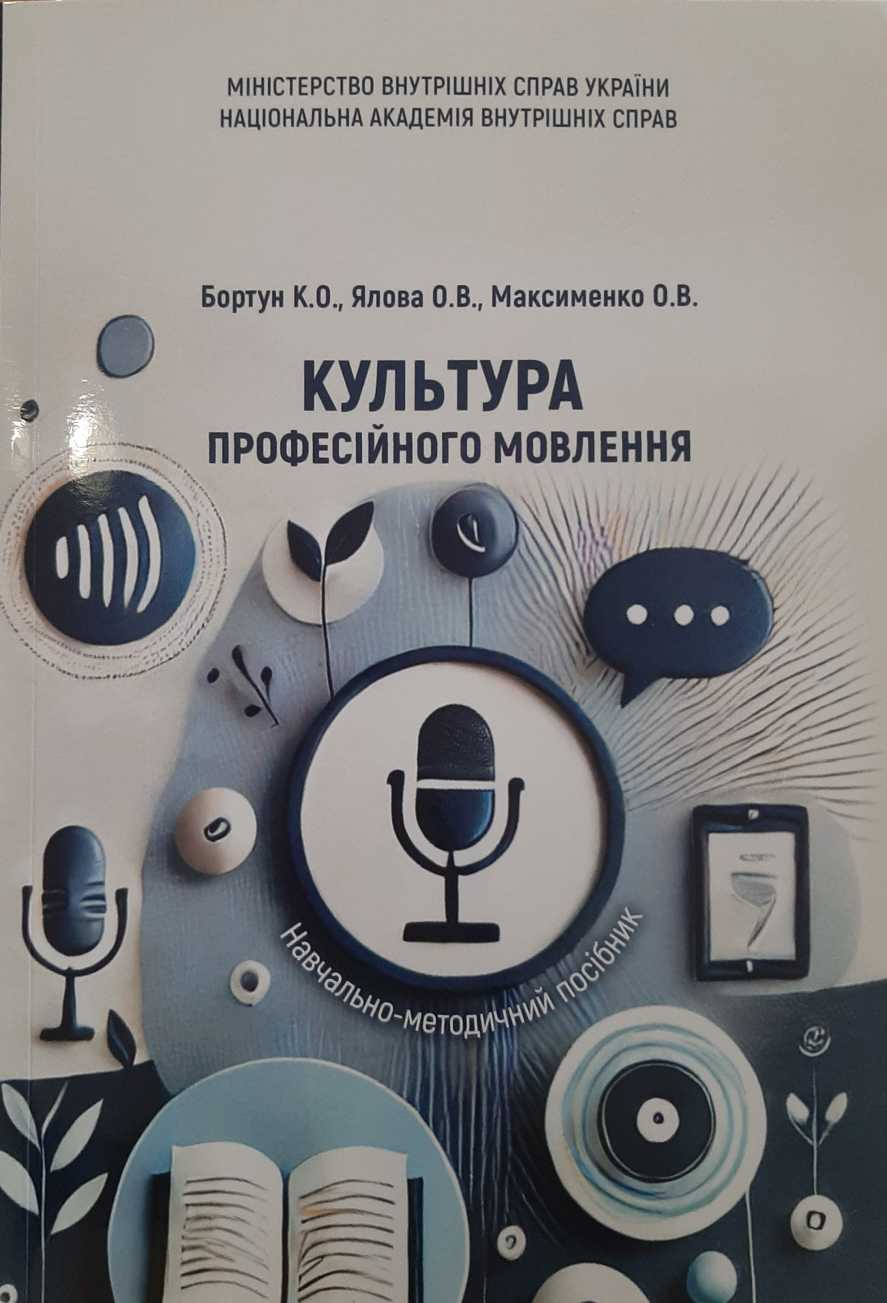 МІНІСТЕРСТВО ВНУТРІШНІХ СПРАВ УКРАЇНИ
НАЦІОНАЛЬНА АКАДЕМІЯ ВНУТРІШНІХ СПРАВ
Бортун К.О., Ялова О.В., Максименко О.В.
КУЛЬТУРА
ПРОФЕСІЙНОГО МОВЛЕННЯ
Навчально-методичний посібник